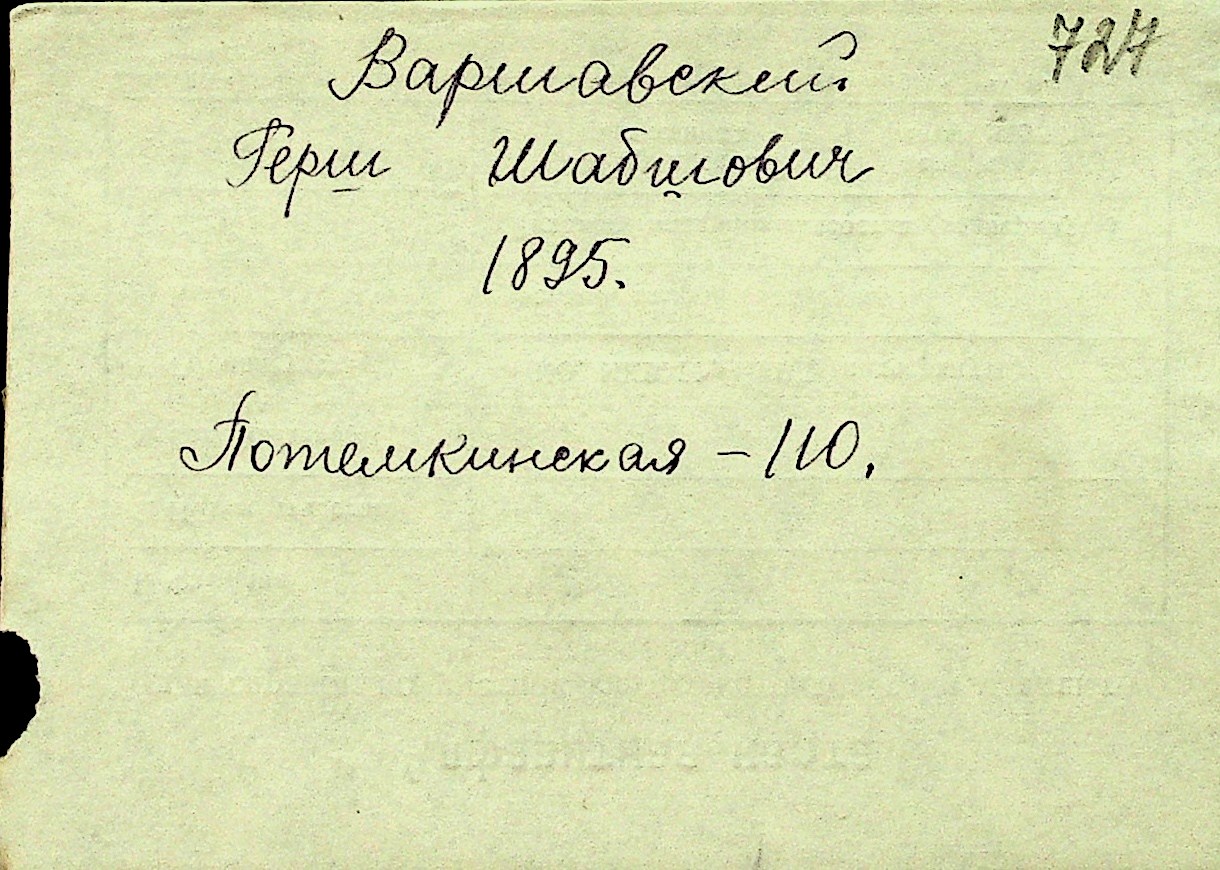 727
Варшавский
Герш Шабшович
1895.
Потемкинская – 110.